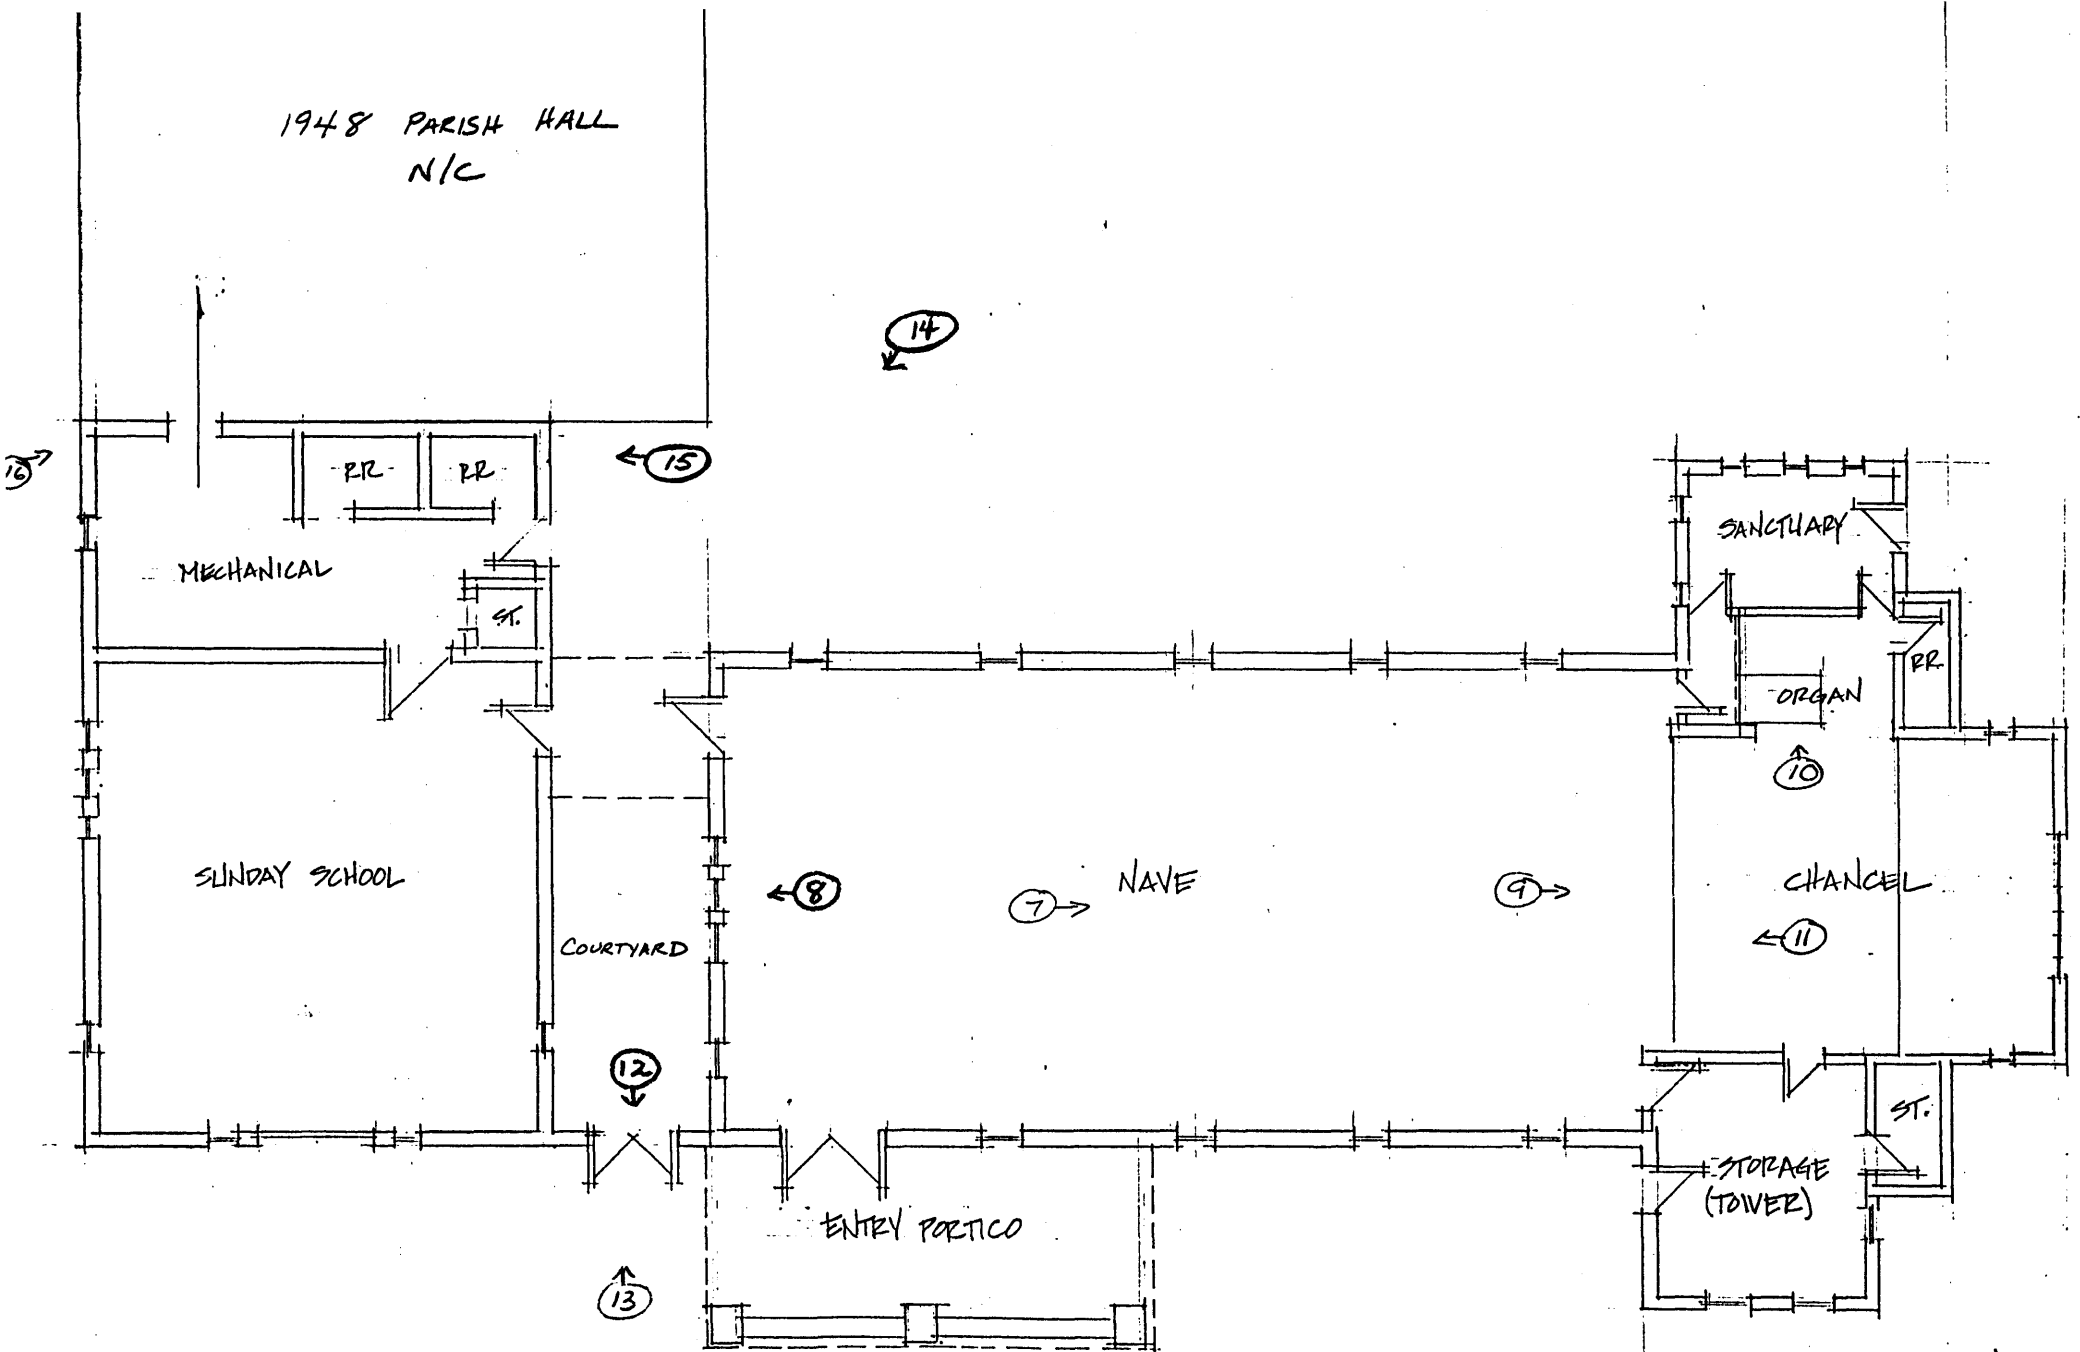 1948 PARISH HALL
N/C
14
16
15
RR
RR
SANCTUARY
MECHANICAL
ST.
RR
ORGAN
10
SUNDAY SCHOOL
8
7
NAVE
9
CHANCEL
COURTYARD
11
12
ST.
STORAGE
(TOWER)
ENTRY PORTICO
13